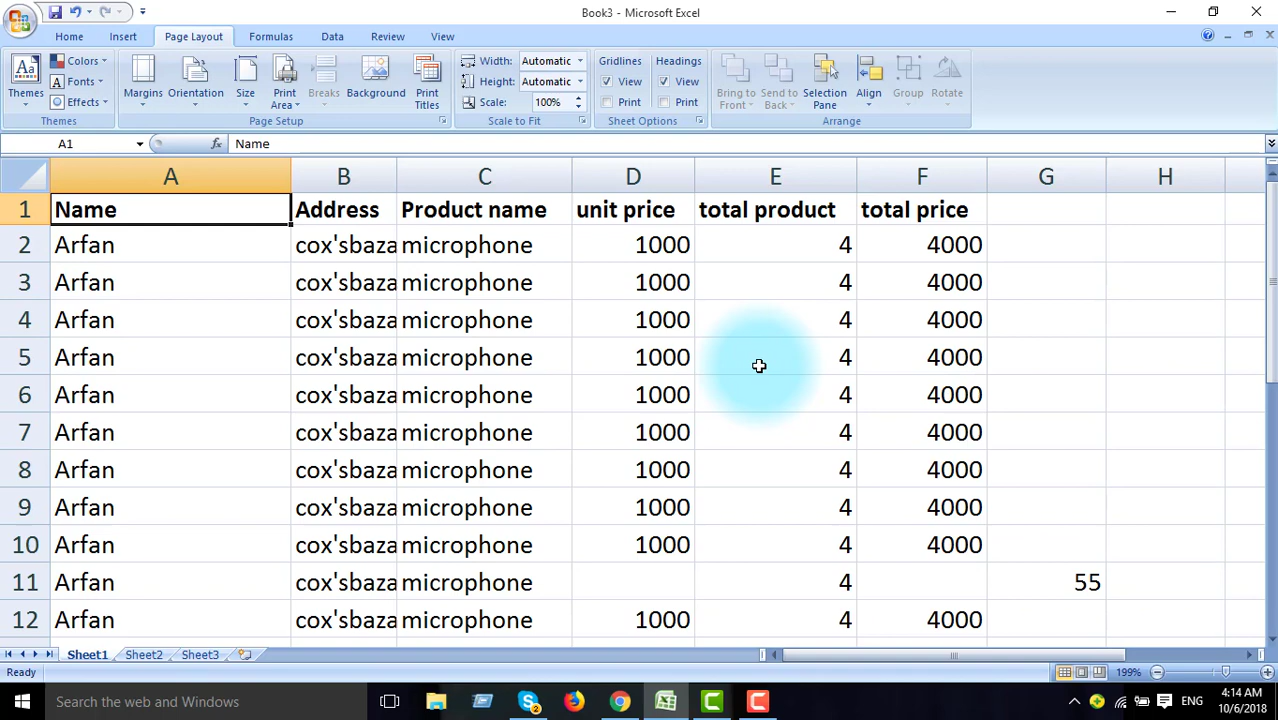 Book3 - Microsoft Excel
Home Insert Page Layout Formulas Data Review View
Themes Colors Fonts Effects Themes
Margins Orientation Size Print Area Breaks Background Print Titles Page Setup
Width: Automatic
Height: Automatic
Scale: 100%
Scale to Fit
Gridlines View Print
Headings View Print
Sheet Options
Bring to Front Send to Back Selection Pane Align Group Rotate
Arrange
A1 fx Name
A B C D E F G H
1 Name Address Product name unit price total product total price
2 Arfan cox'sbaza microphone 1000 4 4000
3 Arfan cox'sbaza microphone 1000 4 4000
4 Arfan cox'sbaza microphone 1000 4 4000
5 Arfan cox'sbaza microphone 1000 4 4000
6 Arfan cox'sbaza microphone 1000 4 4000
7 Arfan cox'sbaza microphone 1000 4 4000
8 Arfan cox'sbaza microphone 1000 4 4000
9 Arfan cox'sbaza microphone 1000 4 4000
10 Arfan cox'sbaza microphone 1000 4 4000
11 Arfan cox'sbaza microphone 4 55
12 Arfan cox'sbaza microphone 1000 4 4000
Sheet1 Sheet2 Sheet3
Ready 199%
Search the web and Windows ENG 4:14 AM
10/6/2018